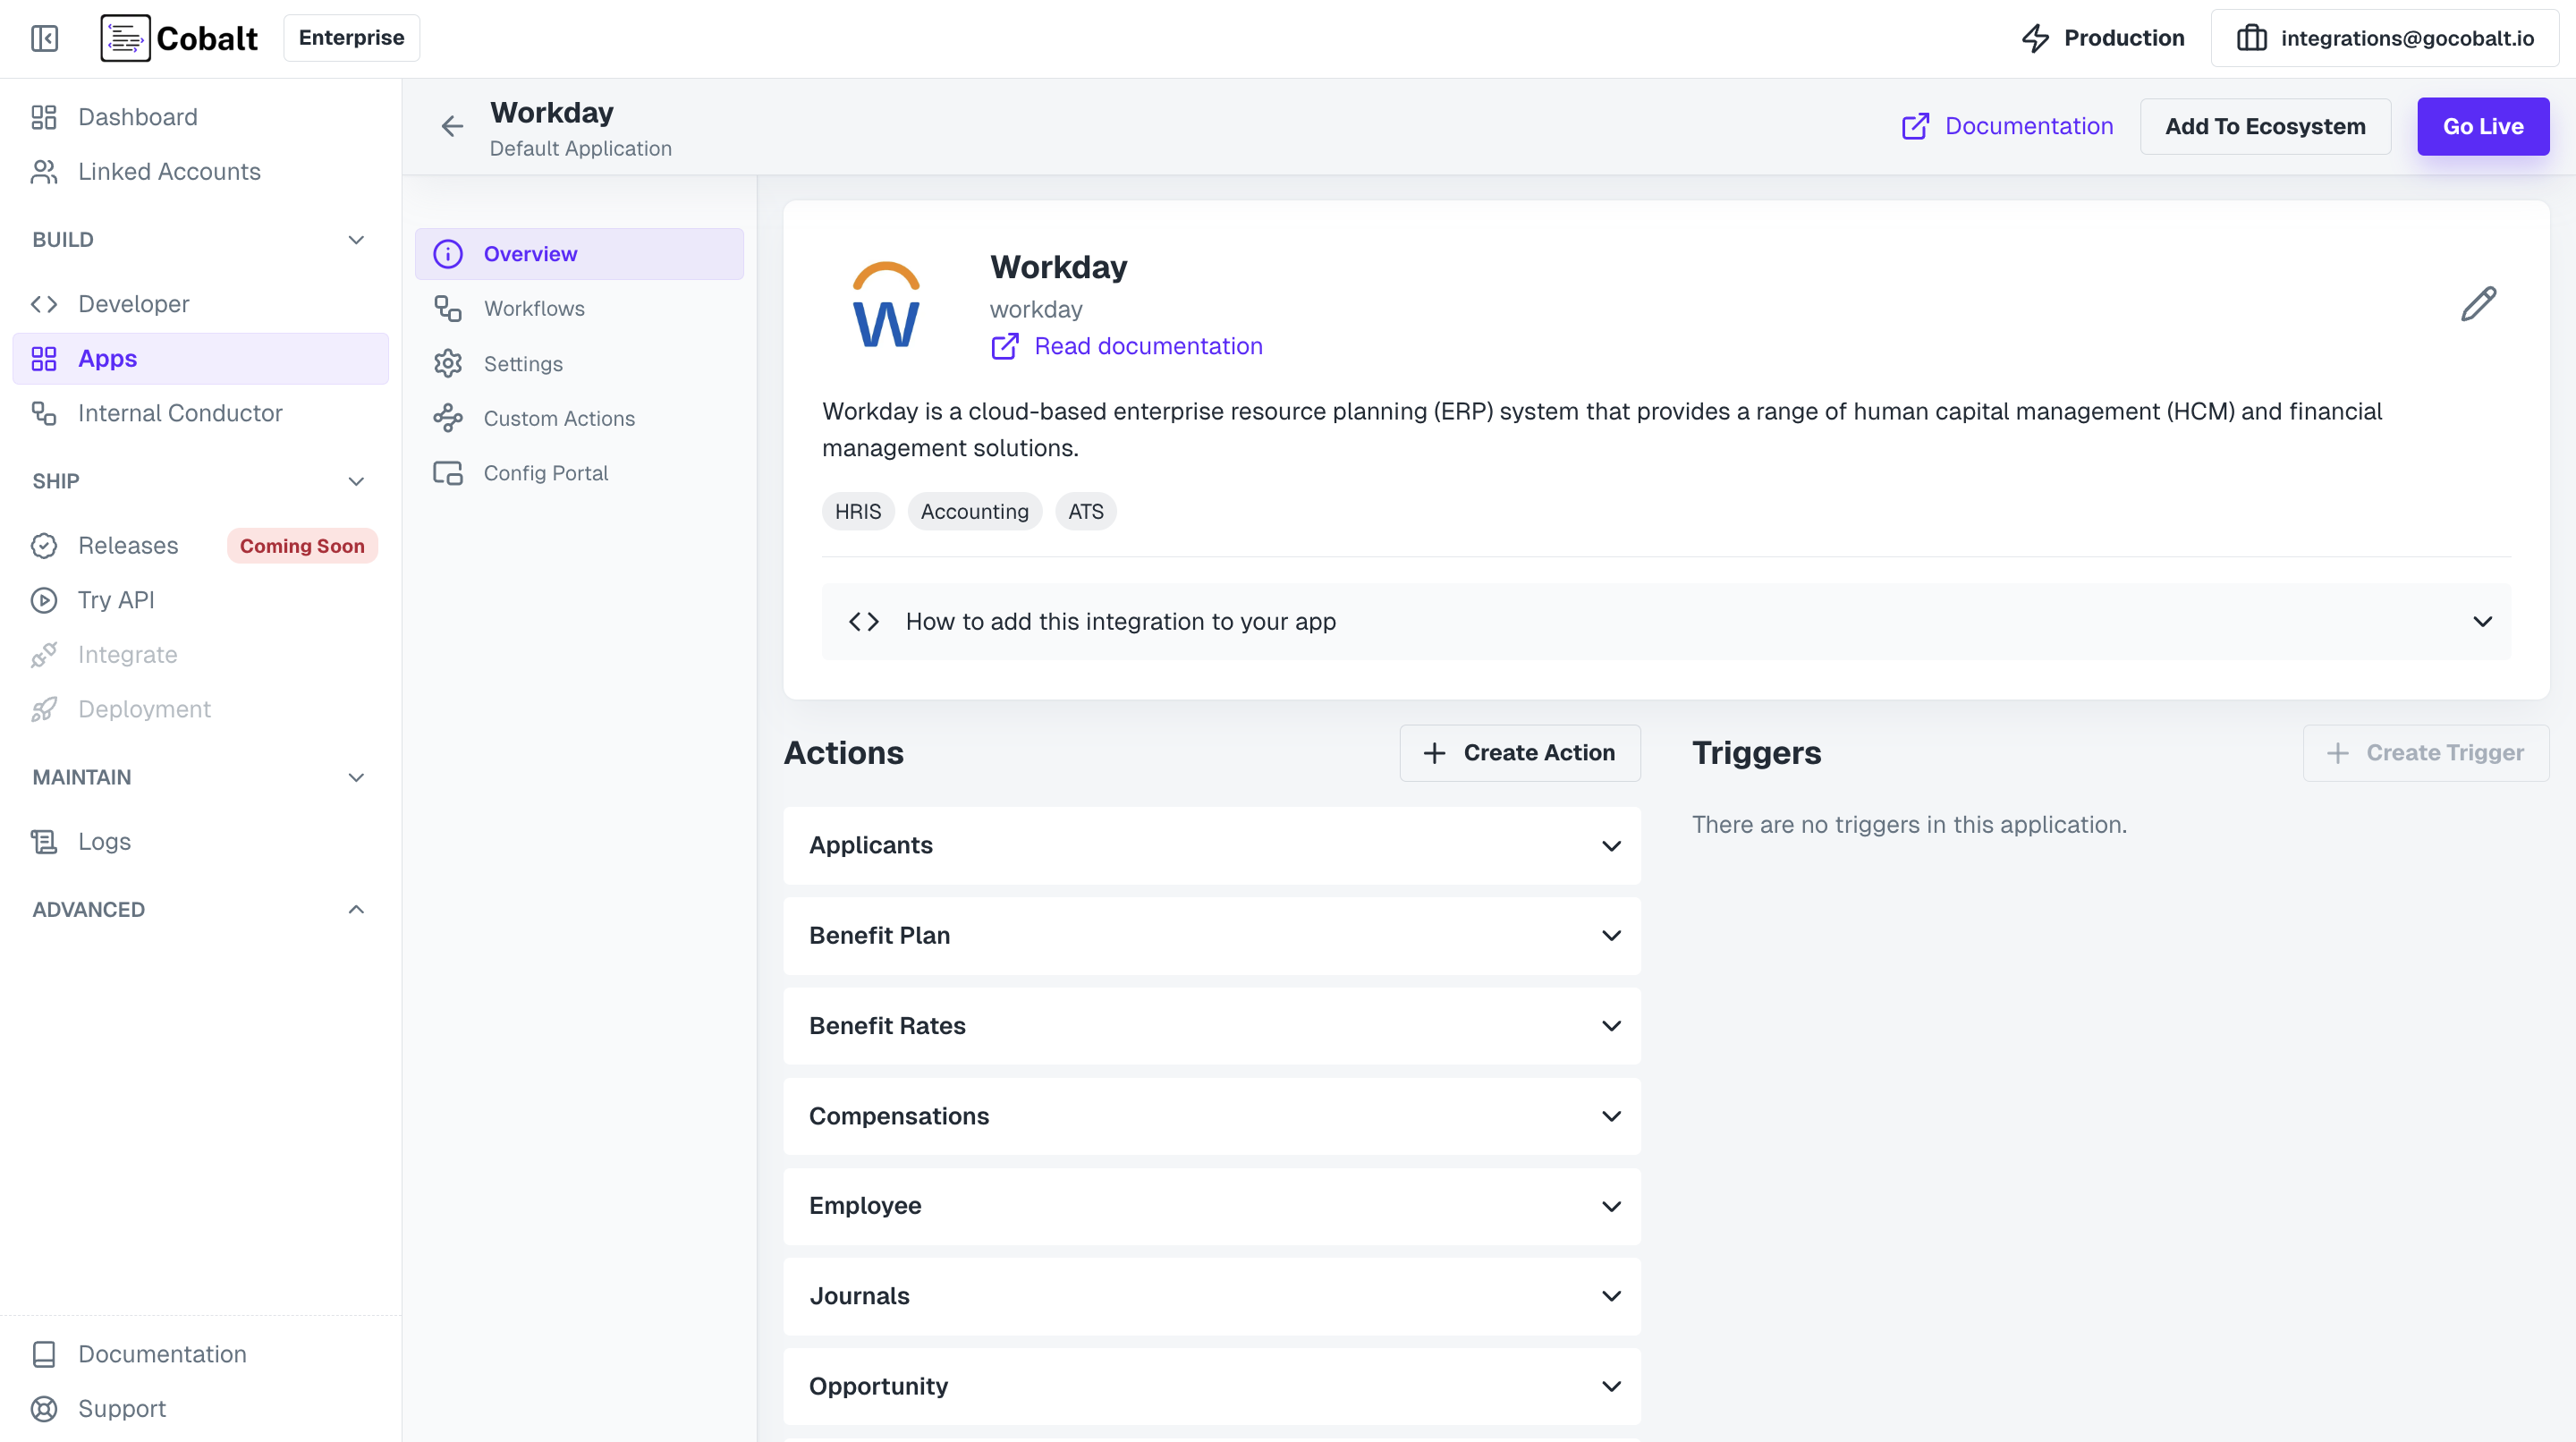 Cobalt
Enterprise
Production
integrations@gocobalt.io
Dashboard
Linked Accounts
BUILD
Developer
Apps
Internal Conductor
SHIP
Releases
Coming Soon
Try API
Integrate
Deployment
MAINTAIN
Logs
ADVANCED
Documentation
Support
Workday
Default Application
Documentation
Add To Ecosystem
Go Live
Overview
Workflows
Settings
Custom Actions
Config Portal
W
Workday
workday
Read documentation
Workday is a cloud-based enterprise resource planning (ERP) system that provides a range of human capital management (HCM) and financial
management solutions.
HRIS
Accounting
ATS
How to add this integration to your app
Actions
Create Action
Applicants
Benefit Plan
Benefit Rates
Compensations
Employee
Journals
Opportunity
Triggers
Create Trigger
There are no triggers in this application.